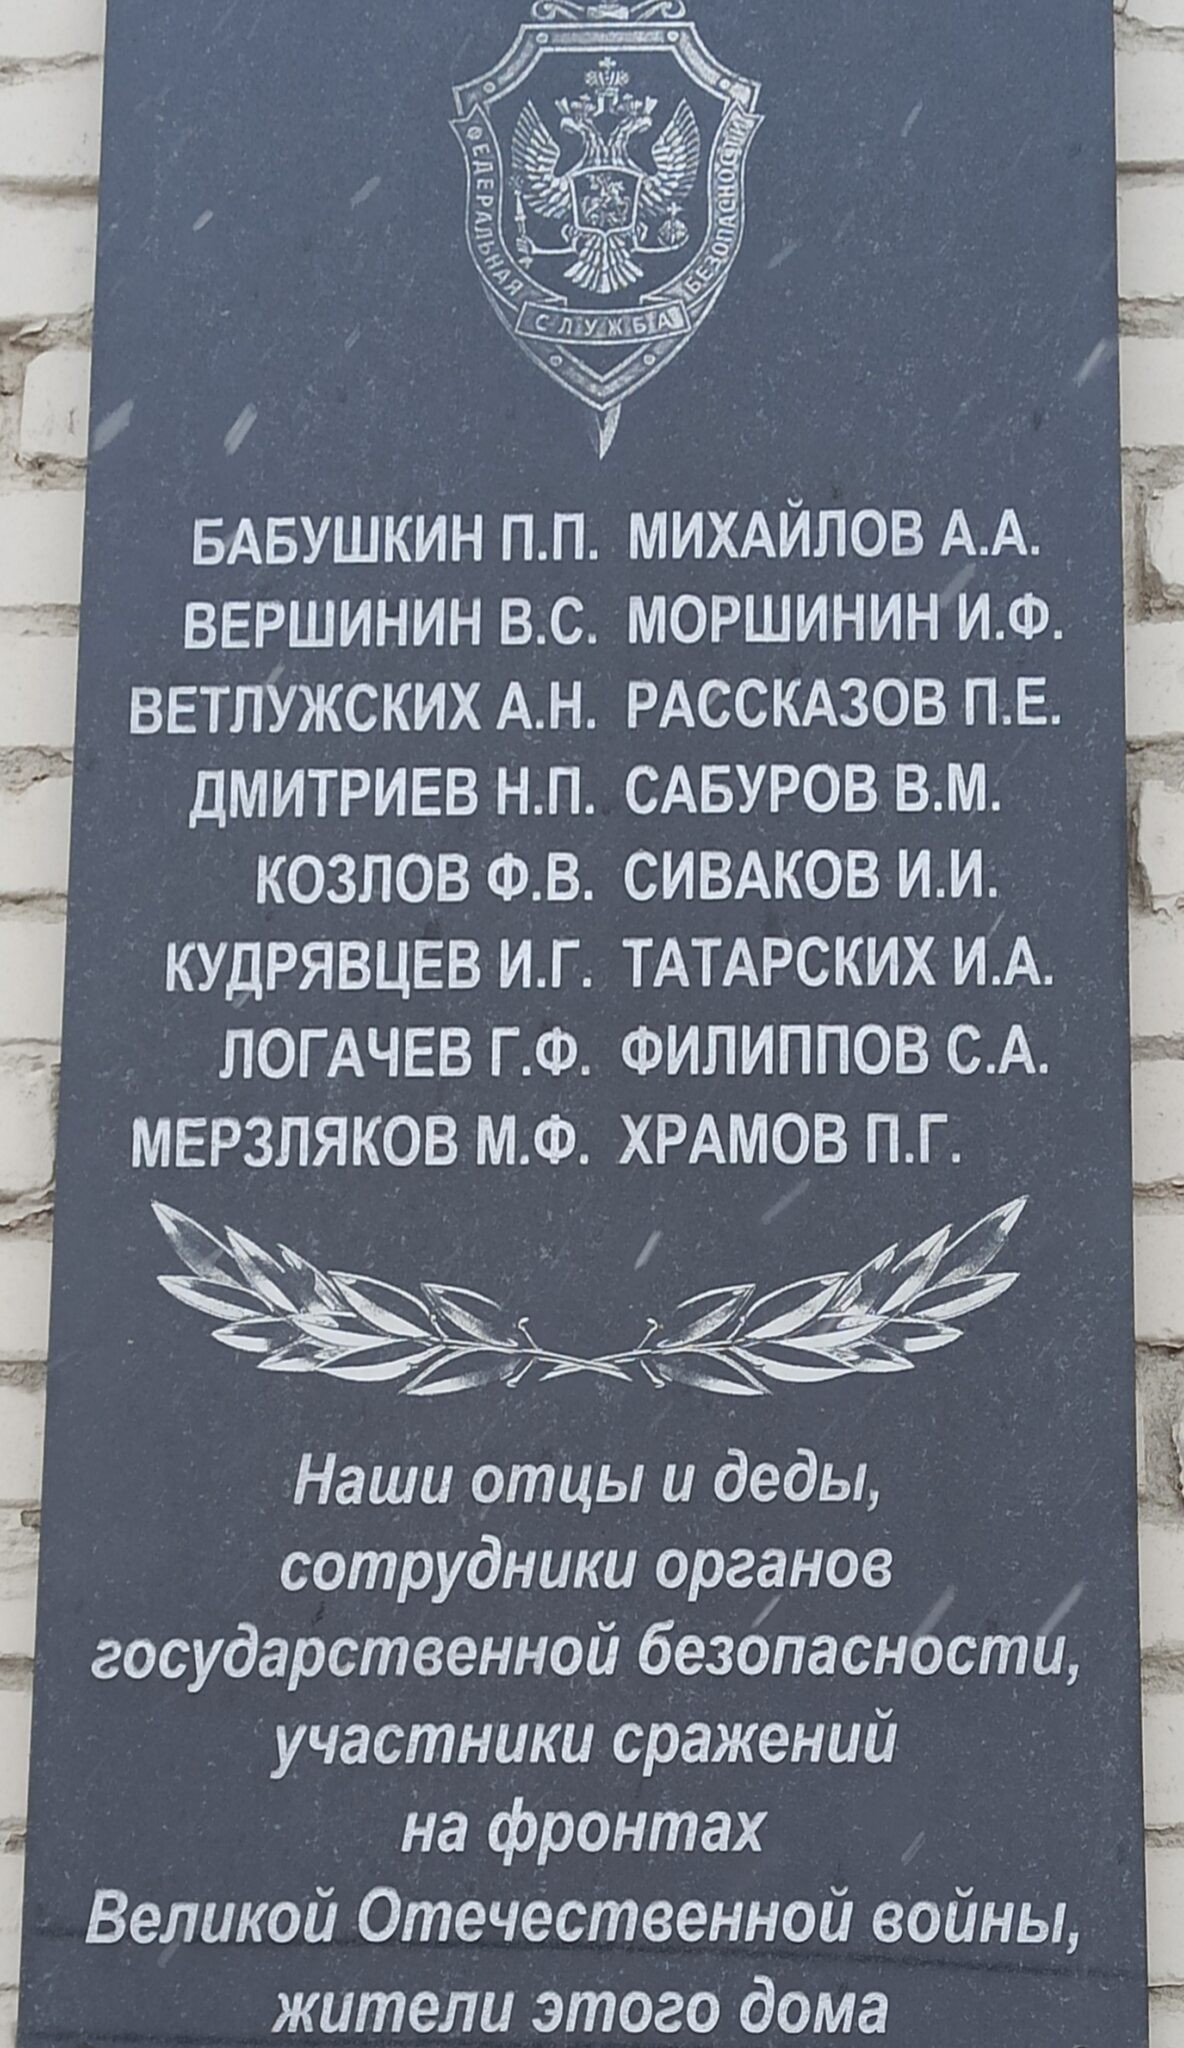 ФЕДЕРАЛЬНАЯ
СЛУЖБА
БЕЗОПАСНОСТИ
БАБУШКИН П.П. МИХАЙЛОВ А.А.
ВЕРШИНИН В.С. МОРШИНИН И.Ф.
ВЕТЛУЖСКИХ А.Н. РАССКАЗОВ П.Е.
ДМИТРИЕВ Н.П. САБУРОВ В.М.
КОЗЛОВ Ф.В. СИВАКОВ И.И.
КУДРЯВЦЕВ И.Г. ТАТАРСКИХ И.А.
ЛОГАЧЕВ Г.Ф. ФИЛИППОВ С.А.
МЕРЗЛЯКОВ М.Ф. ХРАМОВ П.Г.
Наши отцы и деды,
сотрудники органов
государственной безопасности,
участники сражений
на фронтах
Великой Отечественной войны,
жители этого дома